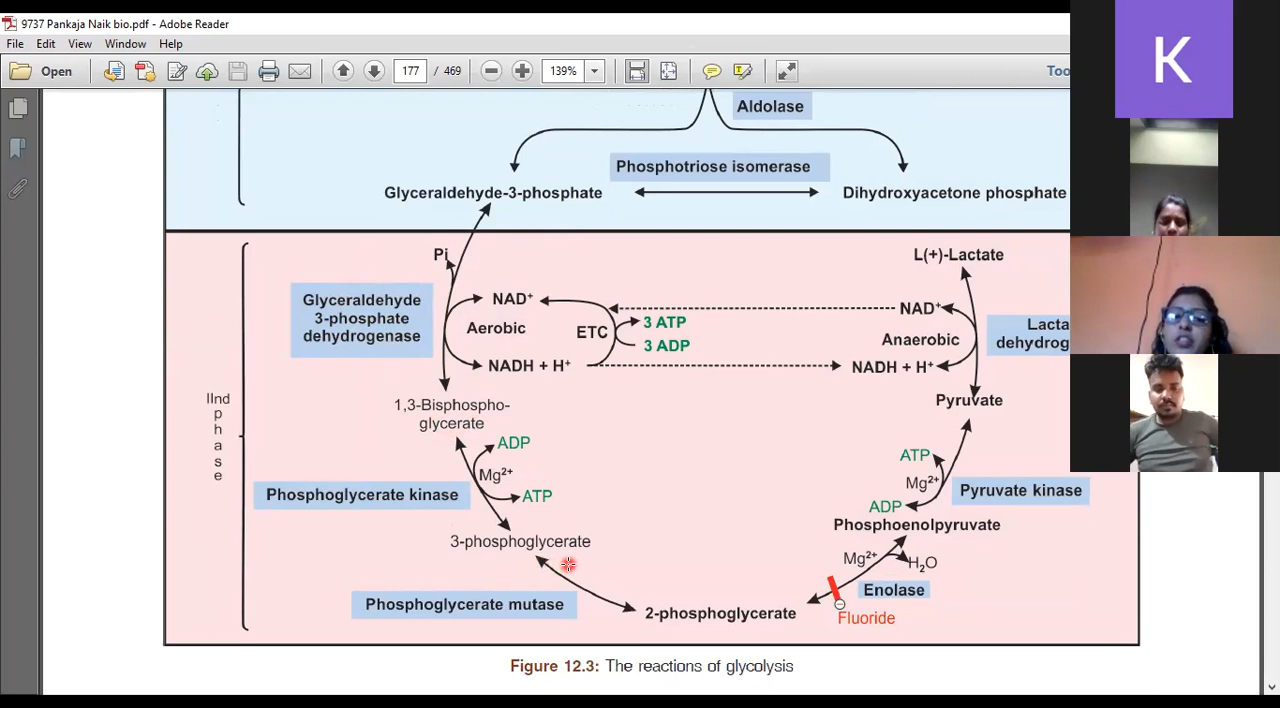 9737 Pankaja Naik bio.pdf - Adobe Reader
File Edit View Window Help
Open 177 / 469 139% Too
K
Aldolase
Phosphotriose isomerase
Glyceraldehyde-3-phosphate
Dihydroxyacetone phosphate
Pi
L(+)-Lactate
Glyceraldehyde
3-phosphate
dehydrogenase
NAD⁺
Aerobic
NADH + H⁺
ETC
3 ATP
3 ADP
NAD⁺
Anaerobic
NADH + H⁺
Lacta
dehydrog
IInd
p
h
a
s
e
1,3-Bisphospho-
glycerate
Pyruvate
ADP
Mg²⁺
ATP
Phosphoglycerate kinase
ATP
Mg²⁺
ADP
Pyruvate kinase
3-phosphoglycerate
Phosphoenolpyruvate
Mg²⁺
H₂O
Enolase
Phosphoglycerate mutase
2-phosphoglycerate
Fluoride
Figure 12.3: The reactions of glycolysis